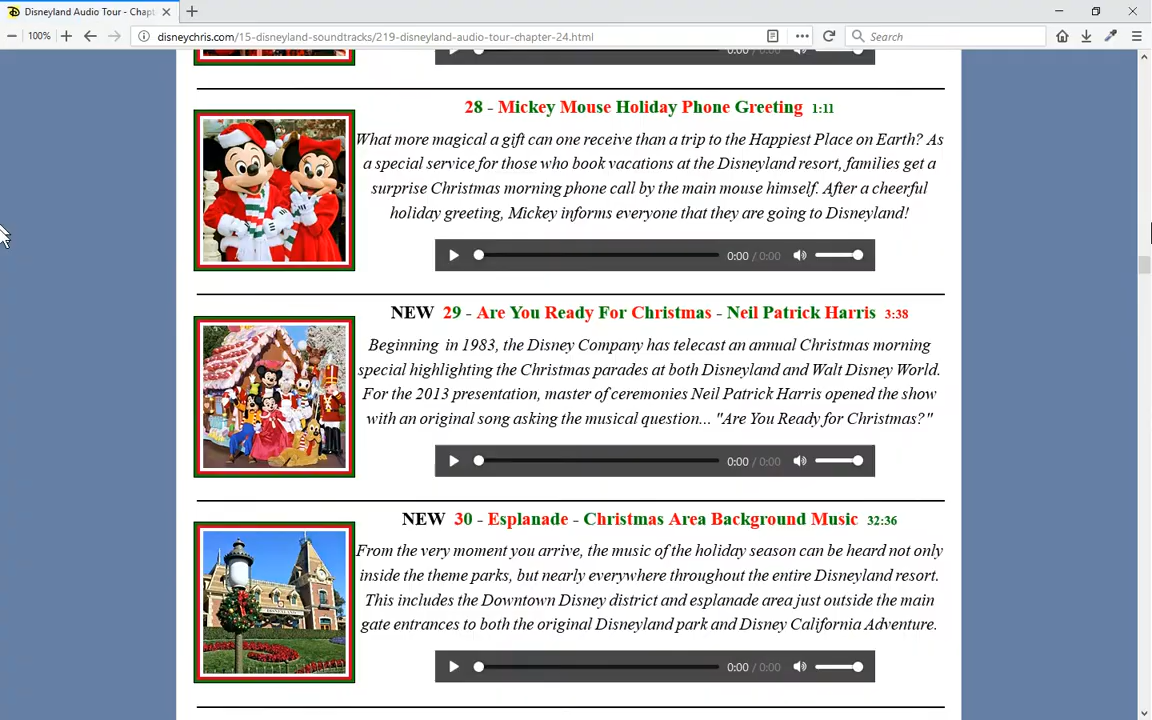 Disneyland Audio Tour - Chap
100%
disneychris.com/15-disneyland-soundtracks/219-disneyland-audio-tour-chapter-24.html
Search
0:00 / 0:00
28 - Mickey Mouse Holiday Phone Greeting 1:11
What more magical a gift can one receive than a trip to the Happiest Place on Earth? As
a special service for those who book vacations at the Disneyland resort, families get a
surprise Christmas morning phone call by the main mouse himself. After a cheerful
holiday greeting, Mickey informs everyone that they are going to Disneyland!
0:00 / 0:00
NEW 29 - Are You Ready For Christmas - Neil Patrick Harris 3:38
Beginning in 1983, the Disney Company has telecast an annual Christmas morning
special highlighting the Christmas parades at both Disneyland and Walt Disney World.
For the 2013 presentation, master of ceremonies Neil Patrick Harris opened the show
with an original song asking the musical question... "Are You Ready for Christmas?"
0:00 / 0:00
NEW 30 - Esplanade - Christmas Area Background Music 32:36
From the very moment you arrive, the music of the holiday season can be heard not only
inside the theme parks, but nearly everywhere throughout the entire Disneyland resort.
This includes the Downtown Disney district and esplanade area just outside the main
gate entrances to both the original Disneyland park and Disney California Adventure.
0:00 / 0:00